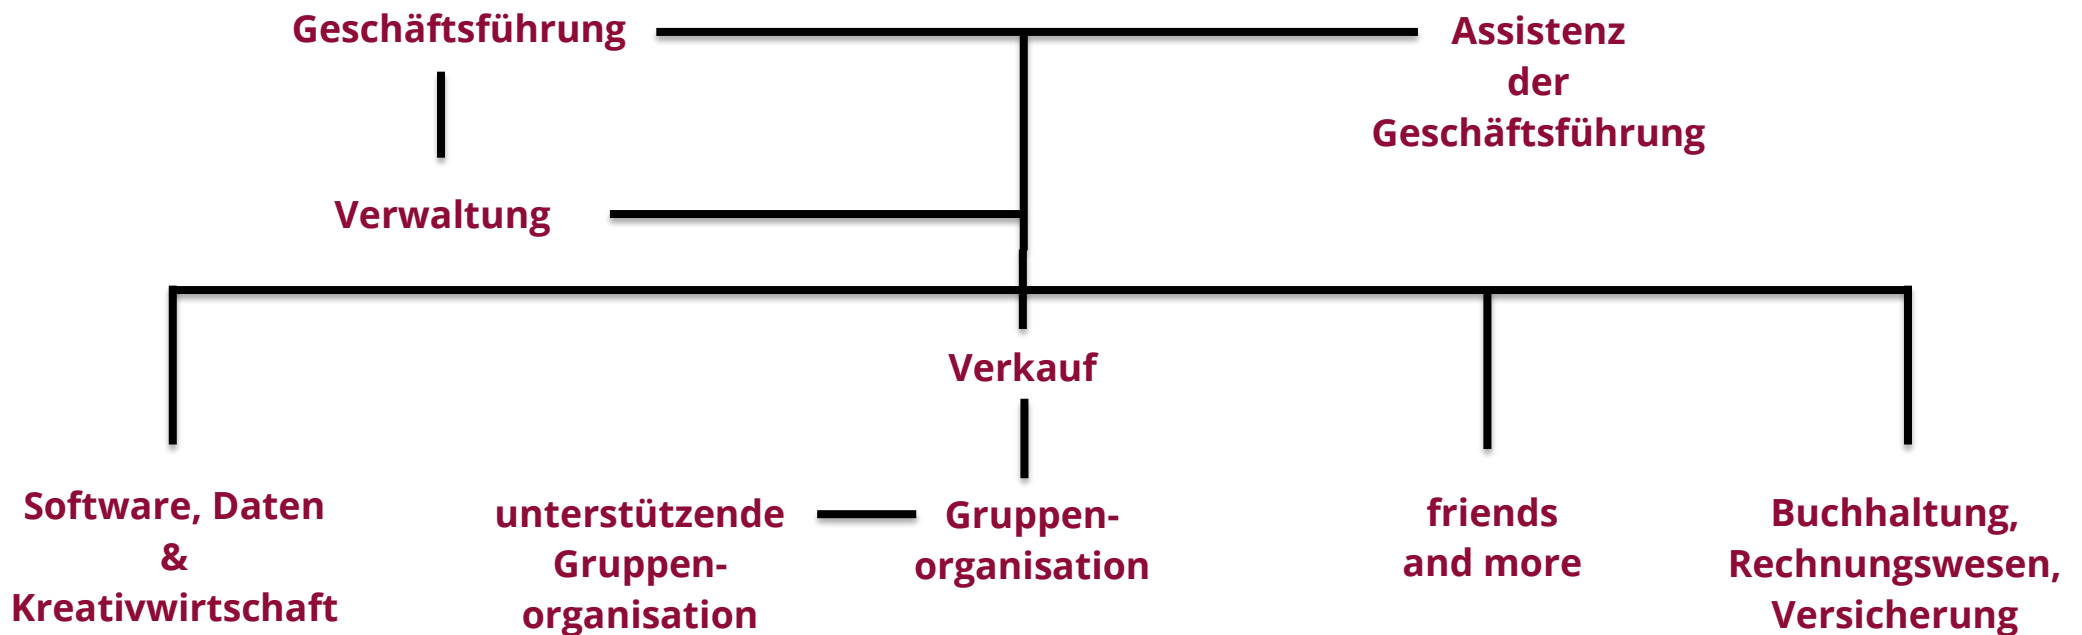 Geschäftsführung
Assistenz
der
Geschäftsführung
Verwaltung
Verkauf
Software, Daten
&
Kreativwirtschaft
unterstützende
Gruppen-
organisation
Gruppen-
organisation
friends
and more
Buchhaltung,
Rechnungswesen,
Versicherung